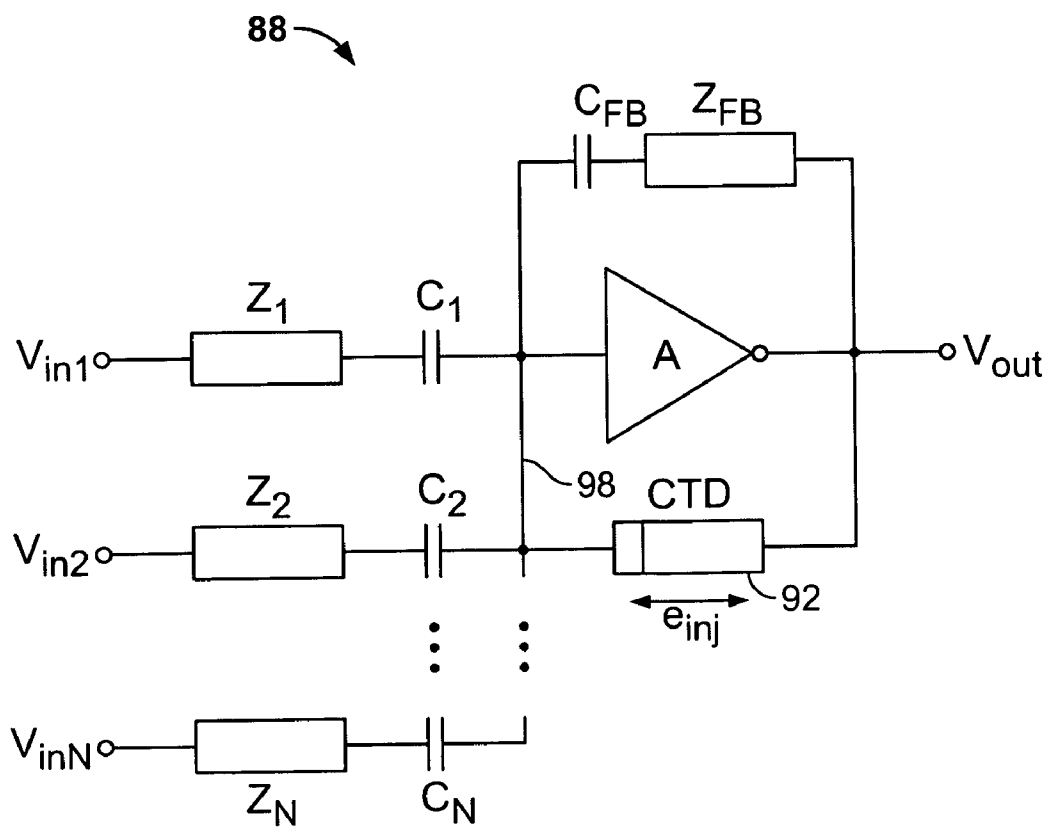 88
C_FB Z_FB
Z_1 C_1
V_in1 A V_out
98
Z_2 C_2 CTD
V_in2
92
e_inj
V_inN
Z_N C_N